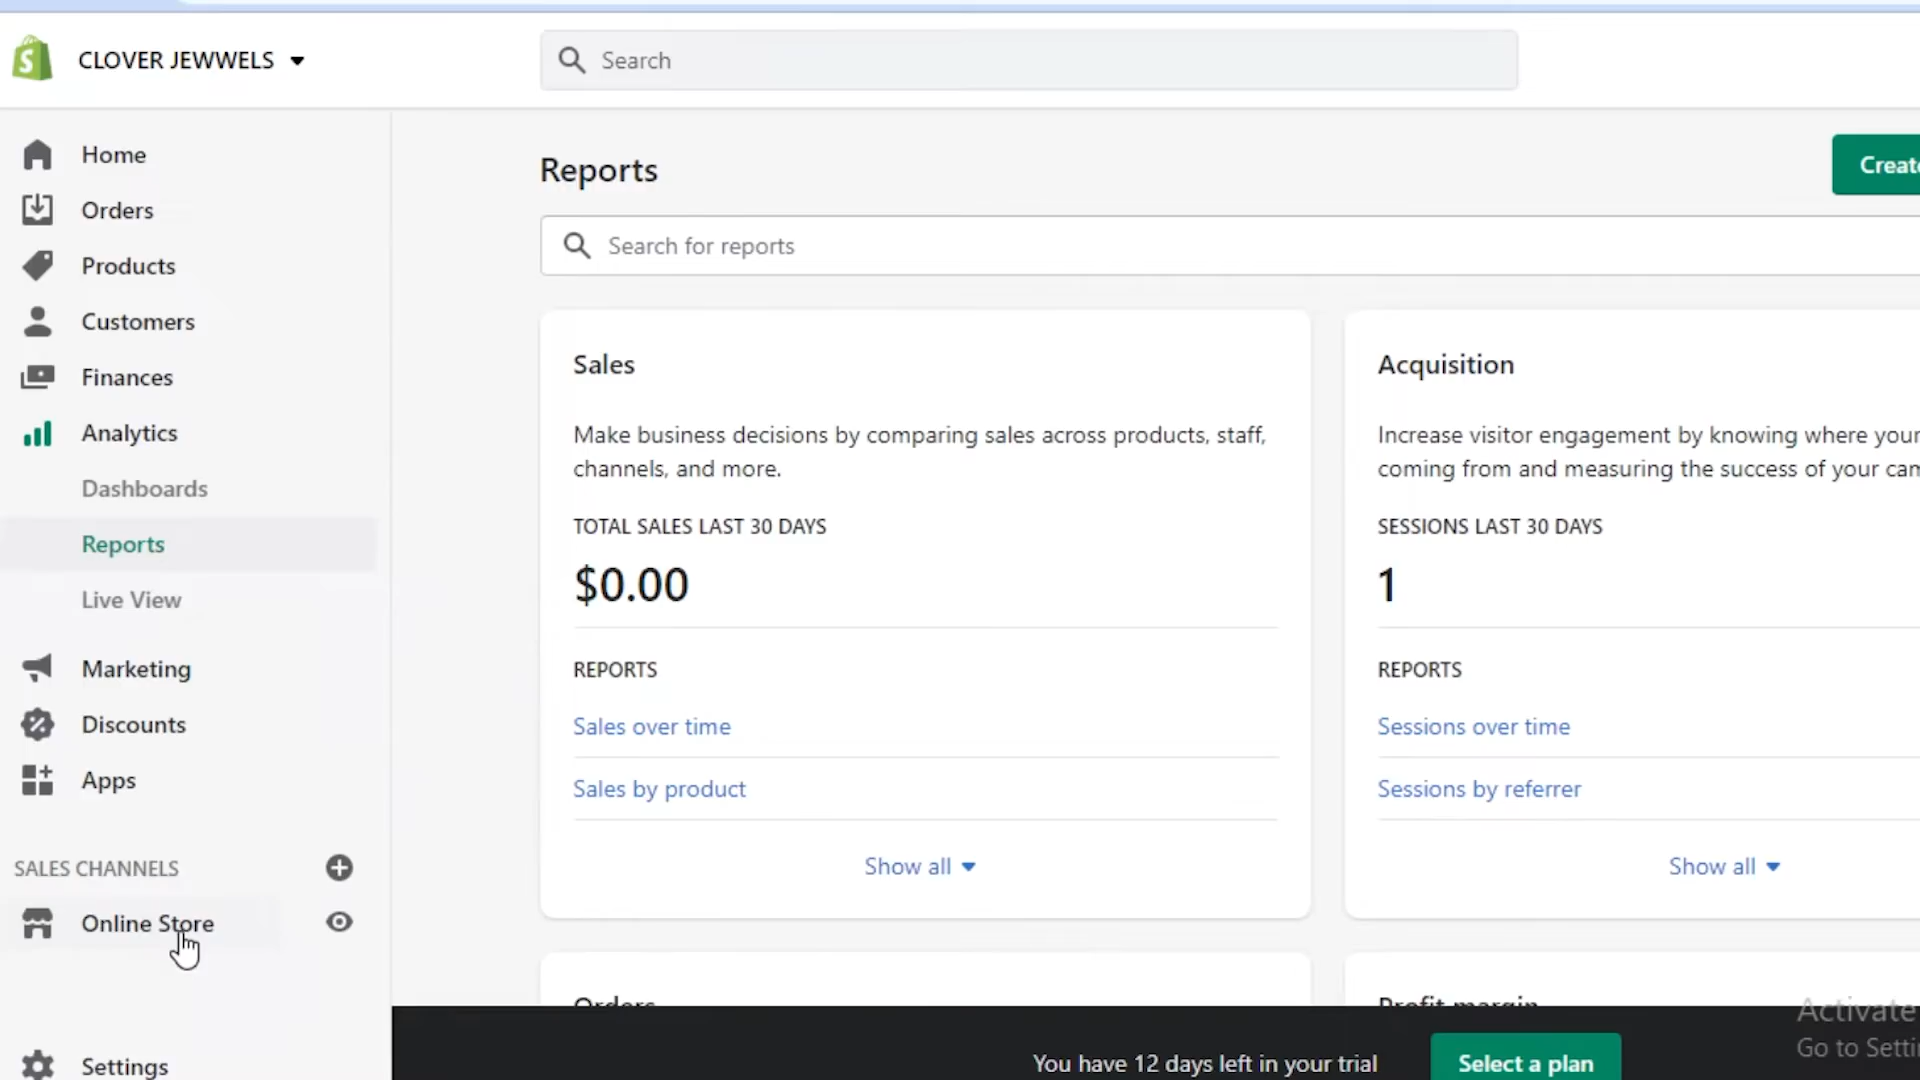 CLOVER JEWWELS
Search
Home
Orders
Products
Customers
Finances
Analytics
Dashboards
Reports
Live View
Marketing
Discounts
Apps
SALES CHANNELS
Online Store
Settings
Reports
Create
Search for reports
Sales
Make business decisions by comparing sales across products, staff,
channels, and more.
TOTAL SALES LAST 30 DAYS
$0.00
REPORTS
Sales over time
Sales by product
Show all
Acquisition
Increase visitor engagement by knowing where your
coming from and measuring the success of your cam
SESSIONS LAST 30 DAYS
1
REPORTS
Sessions over time
Sessions by referrer
Show all
Orders
Profit margin
You have 12 days left in your trial
Select a plan
Activate
Go to Setti